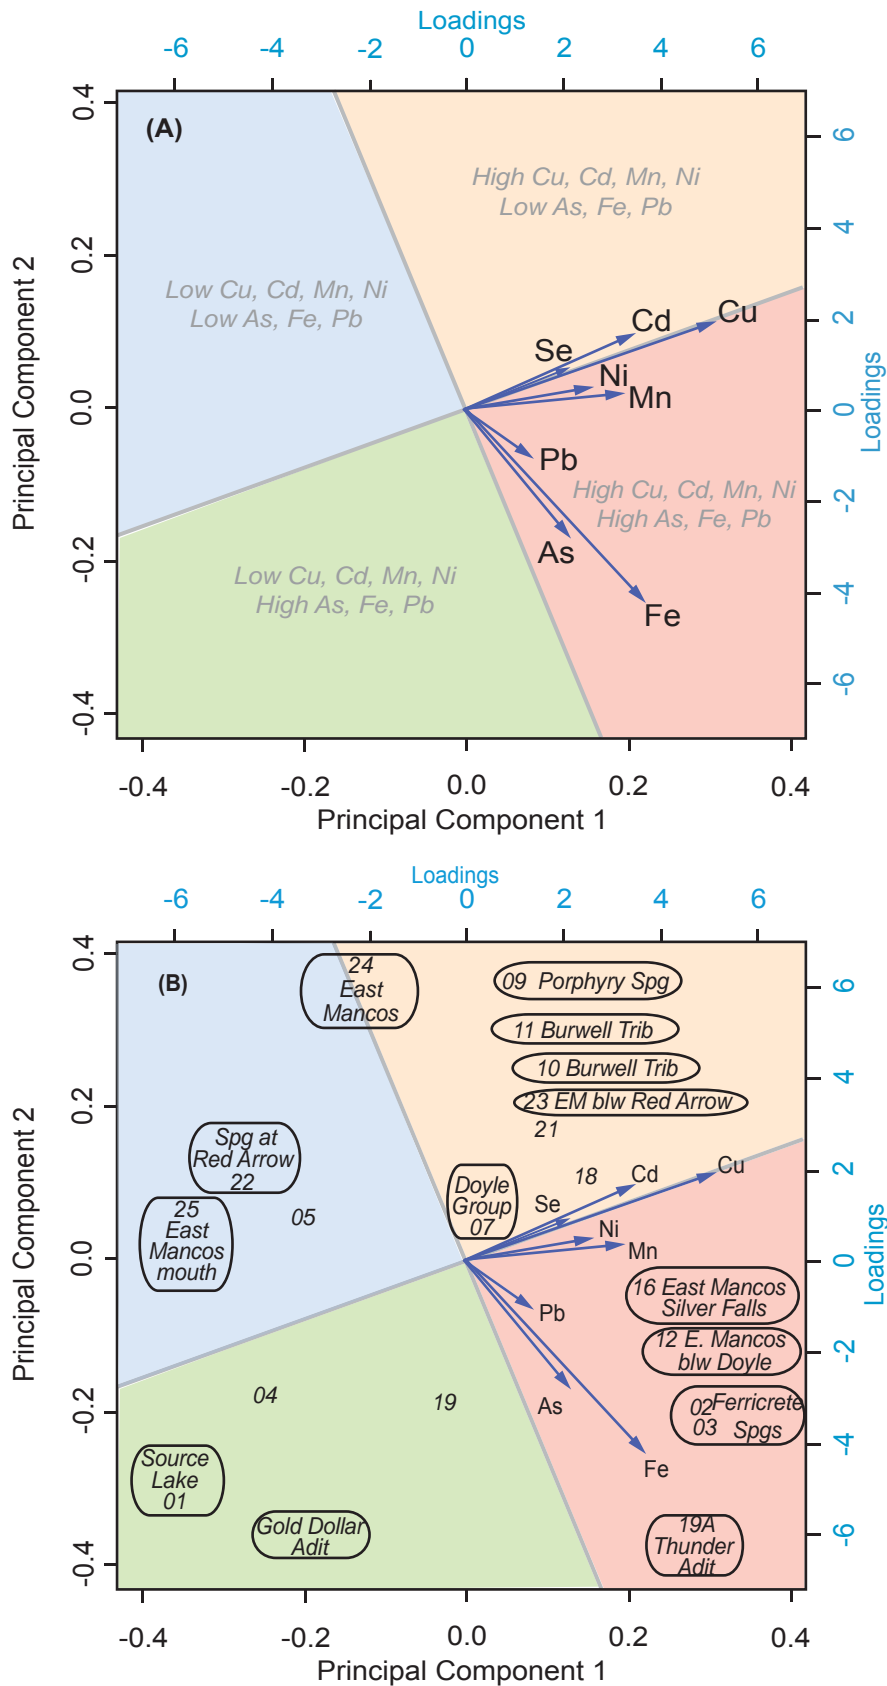 Loadings
-6 -4 -2 0 2 4 6
(A)
0.4
0.2
0.0
-0.2
-0.4
Principal Component 2
High Cu, Cd, Mn, Ni
Low As, Fe, Pb
Low Cu, Cd, Mn, Ni
Low As, Fe, Pb
Cd
Cu
Se
Ni
Mn
Pb
High Cu, Cd, Mn, Ni
High As, Fe, Pb
As
Low Cu, Cd, Mn, Ni
High As, Fe, Pb
Fe
6
4
2
0
-2
-4
-6
Loadings
-0.4 -0.2 0.0 0.2 0.4
Principal Component 1
Loadings
-6 -4 -2 0 2 4 6
(B)
0.4
0.2
0.0
-0.2
-0.4
Principal Component 2
24
East
Mancos
09 Porphyry Spg
11 Burwell Trib
10 Burwell Trib
23 EM blw Red Arrow
21
18
Spg at
Red Arrow
22
05
25
East
Mancos
mouth
Doyle
Group
07
Cd
Cu
Se
Ni
Mn
Pb
As
Fe
16 East Mancos
Silver Falls
12 E. Mancos
blw Doyle
02 Ferricrete
03 Spgs
04
19
Source
Lake
01
Gold Dollar
Adit
19A
Thunder
Adit
6
4
2
0
-2
-4
-6
Loadings
-0.4 -0.2 0.0 0.2 0.4
Principal Component 1